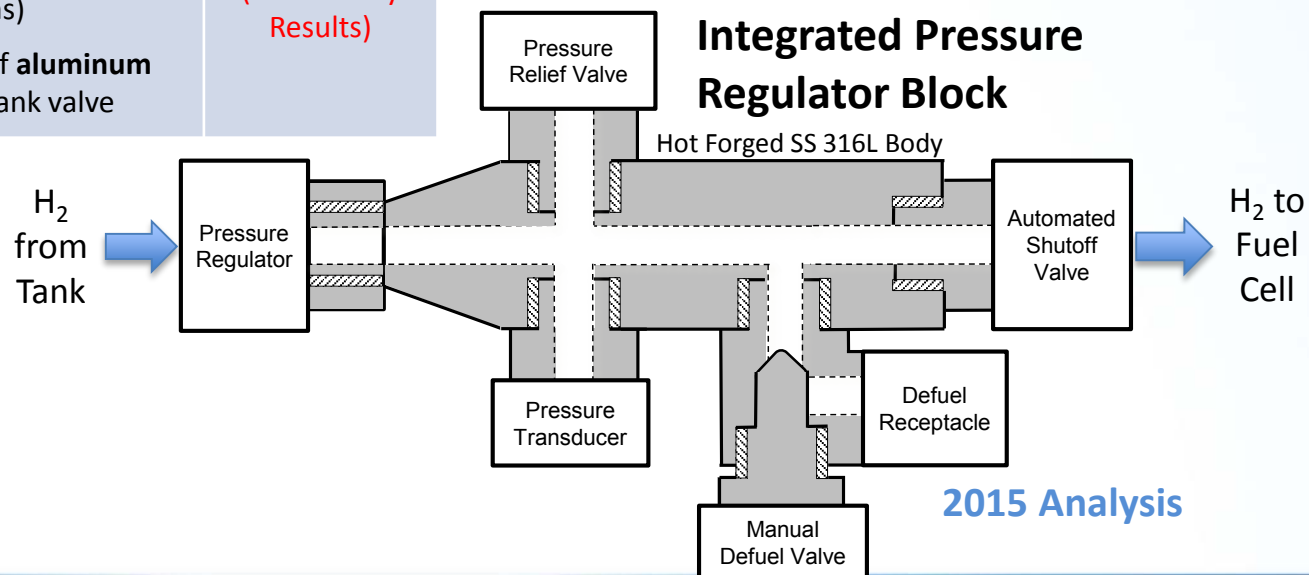 ns)
f aluminum
ank valve
Results)
Integrated Pressure
Regulator Block
Hot Forged SS 316L Body
Pressure
Relief Valve
H₂
from
Tank
Pressure
Regulator
Automated
Shutoff
Valve
H₂ to
Fuel
Cell
Pressure
Transducer
Defuel
Receptacle
Manual
Defuel Valve
2015 Analysis